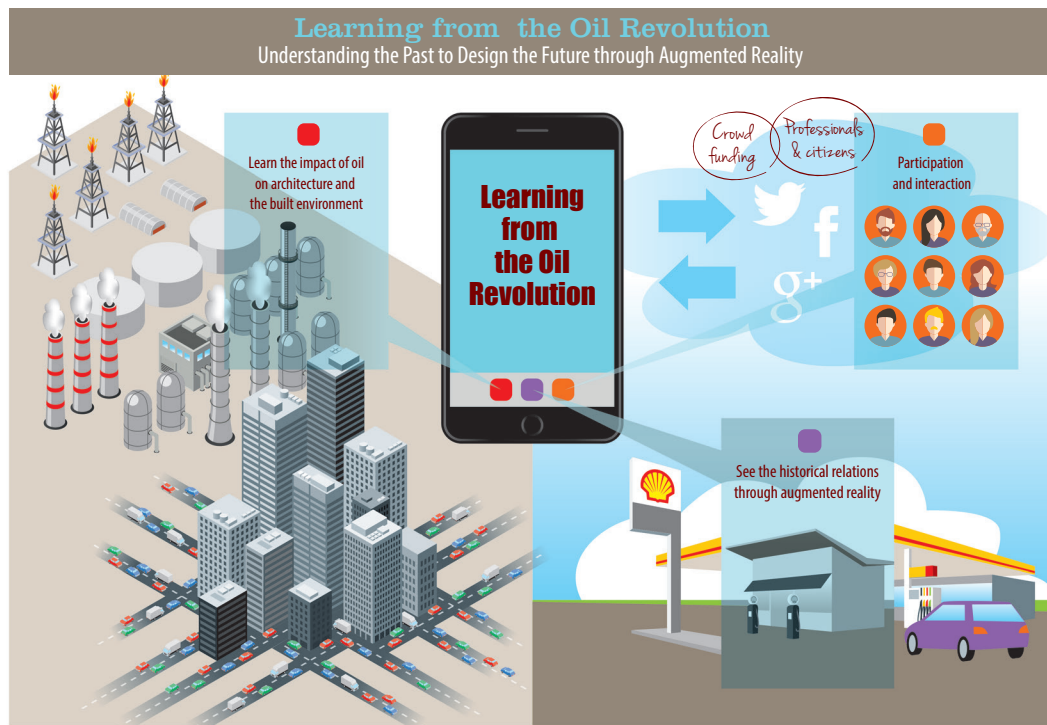 Learning from the Oil Revolution
Understanding the Past to Design the Future through Augmented Reality
Learn the impact of oil
on architecture and
the built environment
Learning
from
the Oil
Revolution
Crowd
funding
Professionals
& citizens
Participation
and interaction
f
g+
See the historical relations
through augmented reality